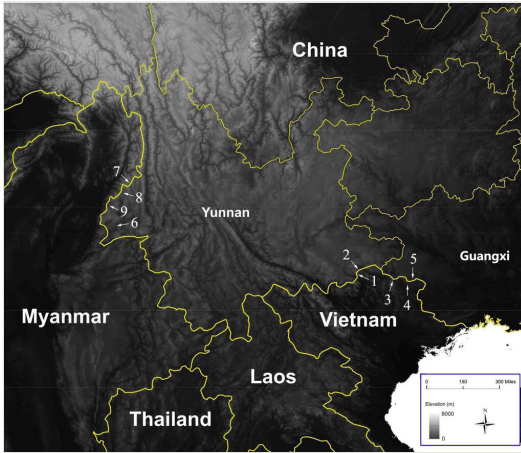 China
7
8
9
6
Yunnan
Guangxi
2
5
1
3
4
Myanmar
Vietnam
Laos
Thailand
0 150 300 Miles
Elevation (m)
8000
0
N